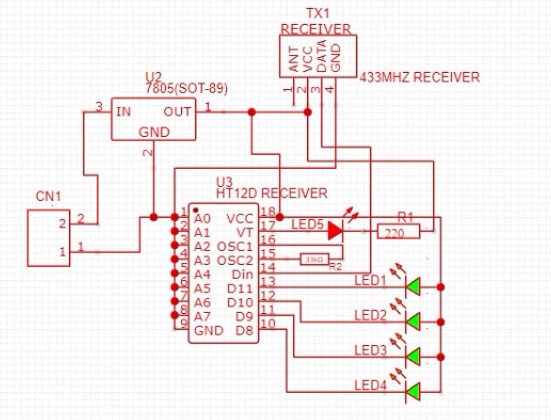 TX1
RECEIVER
ANT
VCC
DATA
GND
1
2
3
4
433MHZ RECEIVER
U2
7805(SOT-89)
3 IN OUT 1
GND
2
CN1
2 2
1 1
U3
HT12D RECEIVER
1 A0 VCC 18
2 A1 VT 17
3 A2 OSC1 16
4 A3 OSC2 15
5 A4 Din 14
6 A5 D11 13
7 A6 D10 12
8 A7 D9 11
9 GND D8 10
LED5
R1
220
33kΩ
R2
LED1
LED2
LED3
LED4